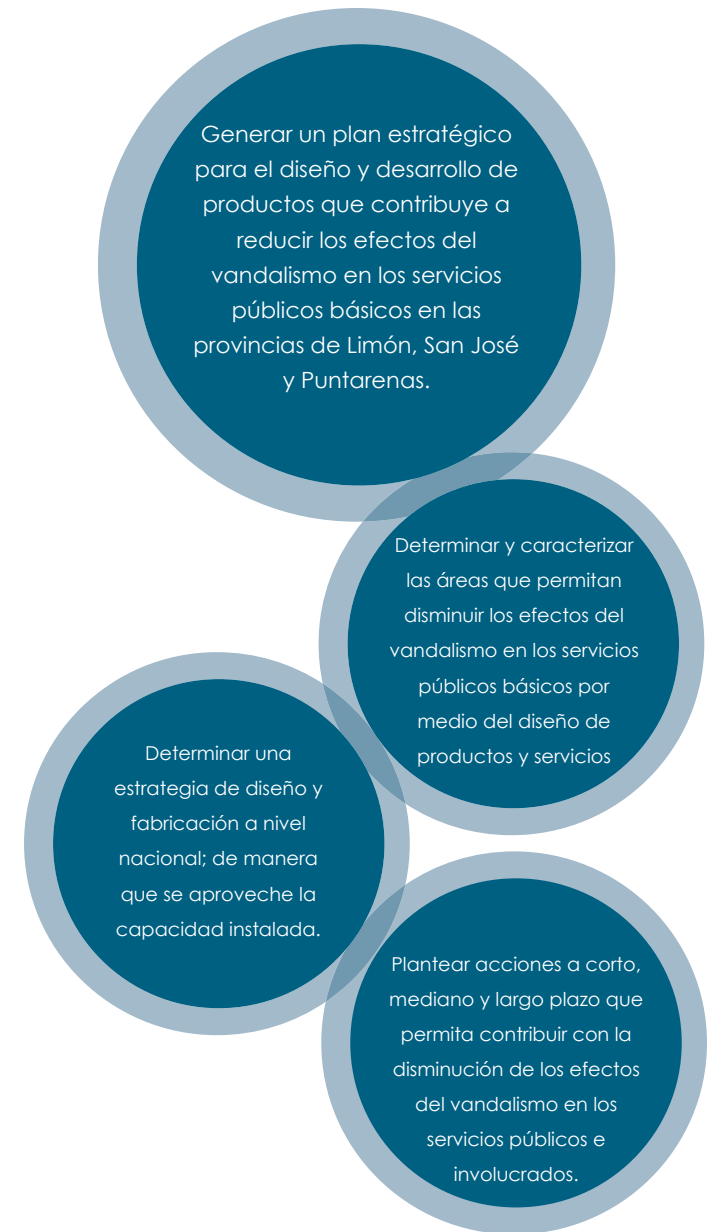 Generar un plan estratégico
para el diseño y desarrollo de
productos que contribuye a
reducir los efectos del
vandalismo en los servicios
públicos básicos en las
provincias de Limón, San José
y Puntarenas.
Determinar y caracterizar
las áreas que permitan
disminuir los efectos del
vandalismo en los servicios
públicos básicos por
medio del diseño de
productos y servicios
Determinar una
estrategia de diseño y
fabricación a nivel
nacional; de manera
que se aproveche la
capacidad instalada.
Plantear acciones a corto,
mediano y largo plazo que
permita contribuir con la
disminución de los efectos
del vandalismo en los
servicios públicos e
involucrados.